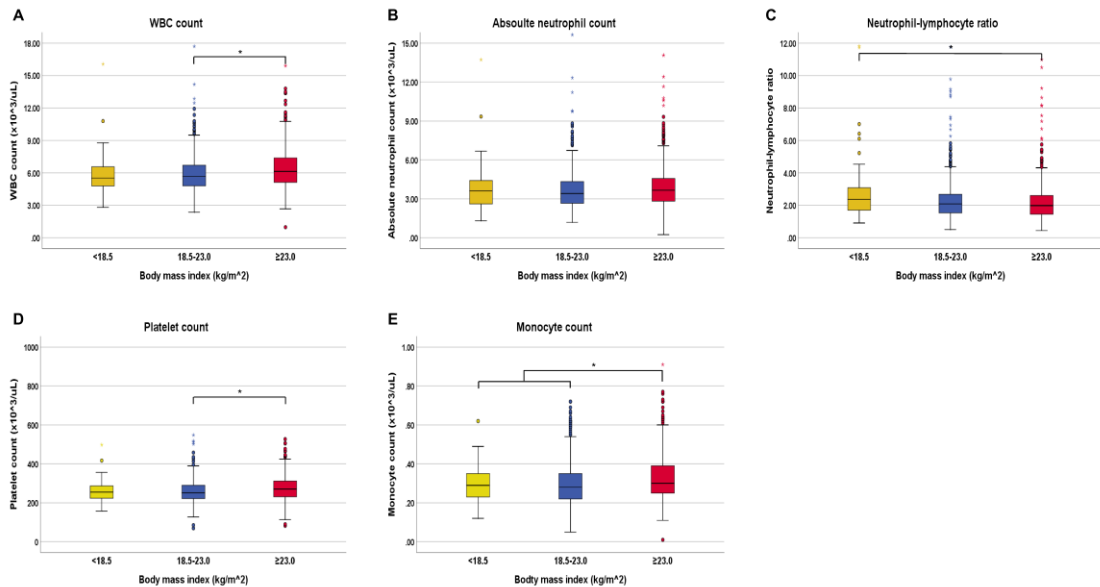 A
WBC count
WBC count (x10^3/uL)
18.00
15.00
12.00
9.00
6.00
3.00
.00
*
<18.5
18.5-23.0
≥23.0
Body mass index (kg/m^2)
B
Absoulte neutrophil count
Absolute neutrophil count (x10^3/uL)
15.00
12.00
9.00
6.00
3.00
.00
<18.5
18.5-23.0
≥23.0
Body mass index (kg/m^2)
C
Neutrophil-lymphocyte ratio
Neutrophil-lymphocyte ratio
12.00
10.00
8.00
6.00
4.00
2.00
.00
*
<18.5
18.5-23.0
≥23.0
Body mass index (kg/m^2)
D
Platelet count
Platelet count (x10^3/uL)
1000
800
600
400
200
0
*
<18.5
18.5-23.0
≥23.0
Body mass index (kg/m^2)
E
Monocyte count
Monocyte count (x10^3/uL)
1.00
.80
.60
.40
.20
.00
*
<18.5
18.5-23.0
≥23.0
Bodty mass index (kg/m^2)